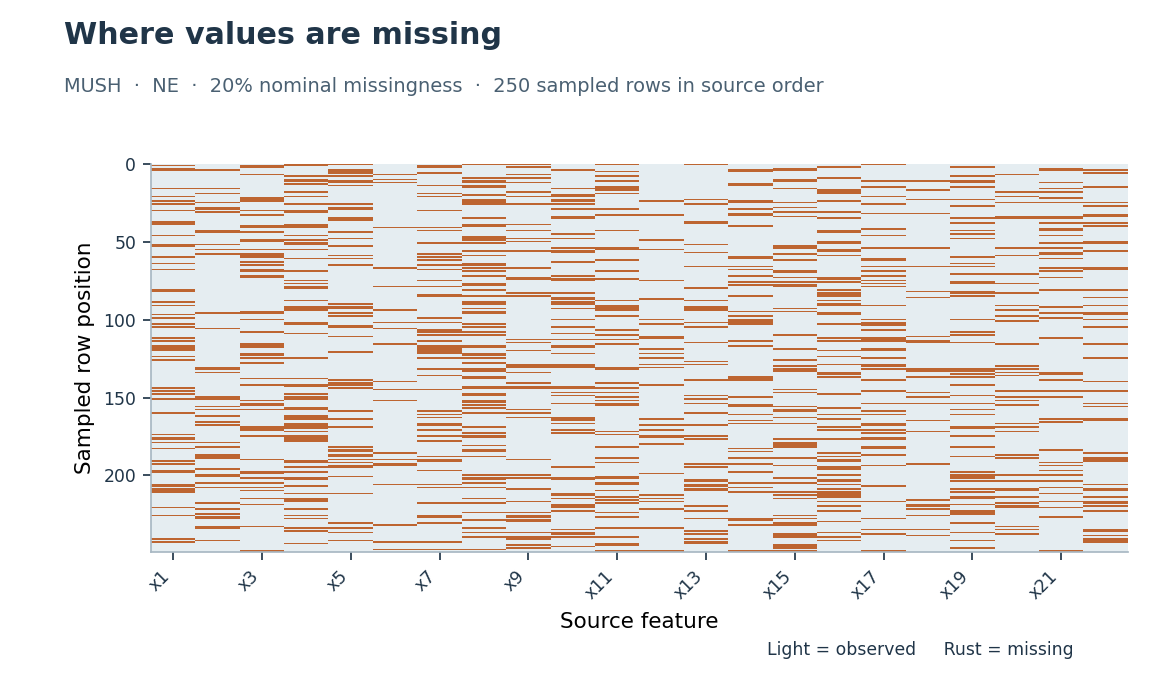 Where values are missing
MUSH · NE · 20% nominal missingness · 250 sampled rows in source order
0
50
100
150
200
Sampled row position
x1 x3 x5 x7 x9 x11 x13 x15 x17 x19 x21
Source feature
Light = observed Rust = missing